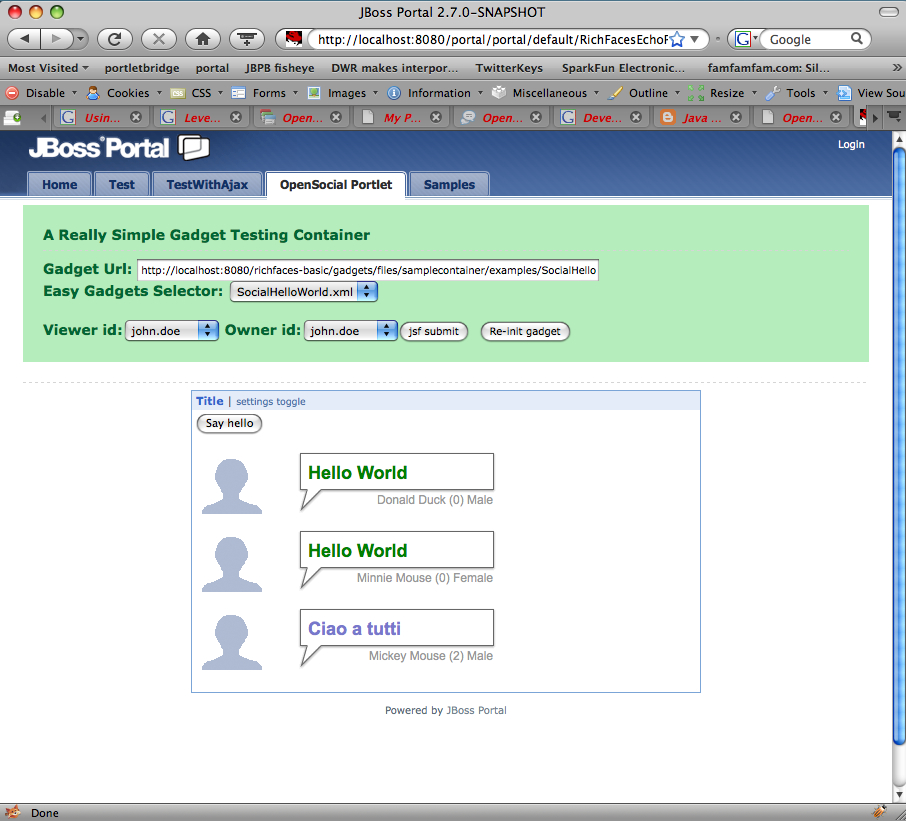 JBoss Portal 2.7.0-SNAPSHOT
http://localhost:8080/portal/portal/default/RichFacesEchoP
Google
Most Visited portletbridge portal JBPB fisheye DWR makes interpor... TwitterKeys SparkFun Electronic... famfamfam.com: Sil... »
Disable Cookies CSS Forms Images Information Miscellaneous Outline Resize Tools View Sou
Usin... Leve... Open... My P... Open... Deve... Java ... Open...
JBoss Portal
Login
Home Test TestWithAjax OpenSocial Portlet Samples
A Really Simple Gadget Testing Container
Gadget Url: http://localhost:8080/richfaces-basic/gadgets/files/samplecontainer/examples/SocialHello
Easy Gadgets Selector: SocialHelloWorld.xml
Viewer id: john.doe Owner id: john.doe jsf submit Re-init gadget
Title | settings toggle
Say hello
Hello World
Donald Duck (0) Male
Hello World
Minnie Mouse (0) Female
Ciao a tutti
Mickey Mouse (2) Male
Powered by JBoss Portal
Done